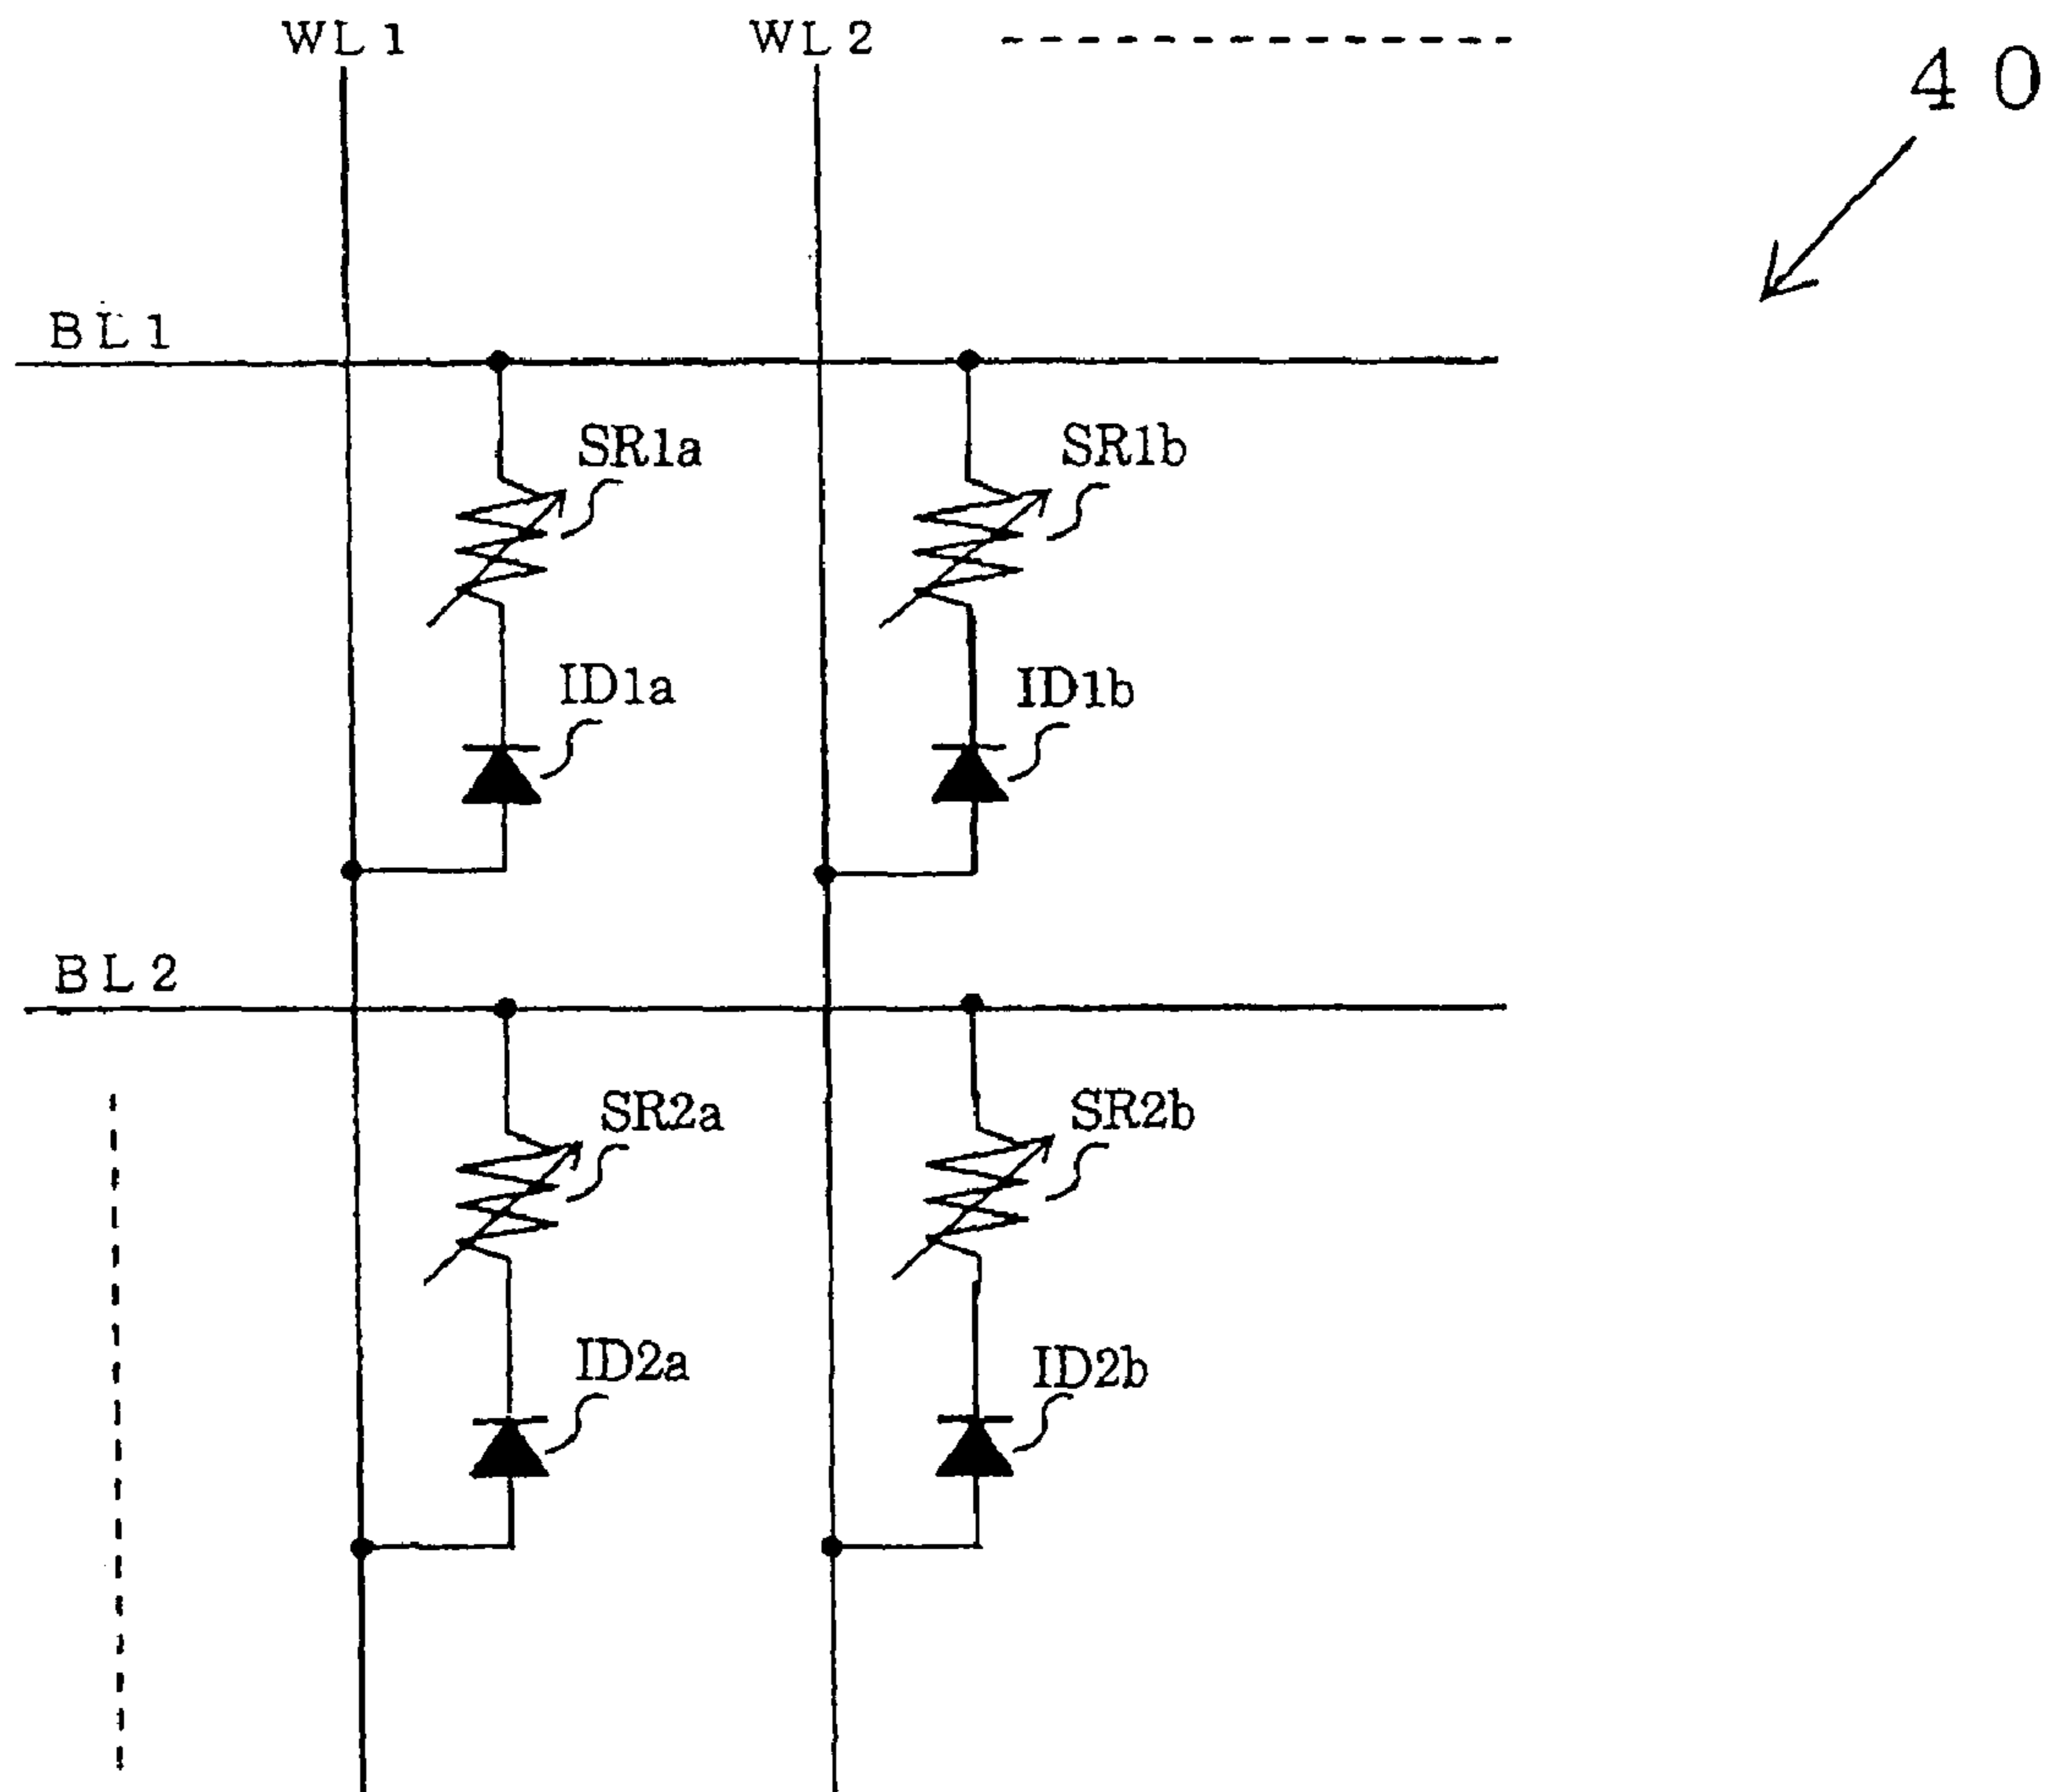 WL1 WL2
40
BL1
SR1a SR1b
ID1a ID1b
BL2
SR2a SR2b
ID2a ID2b